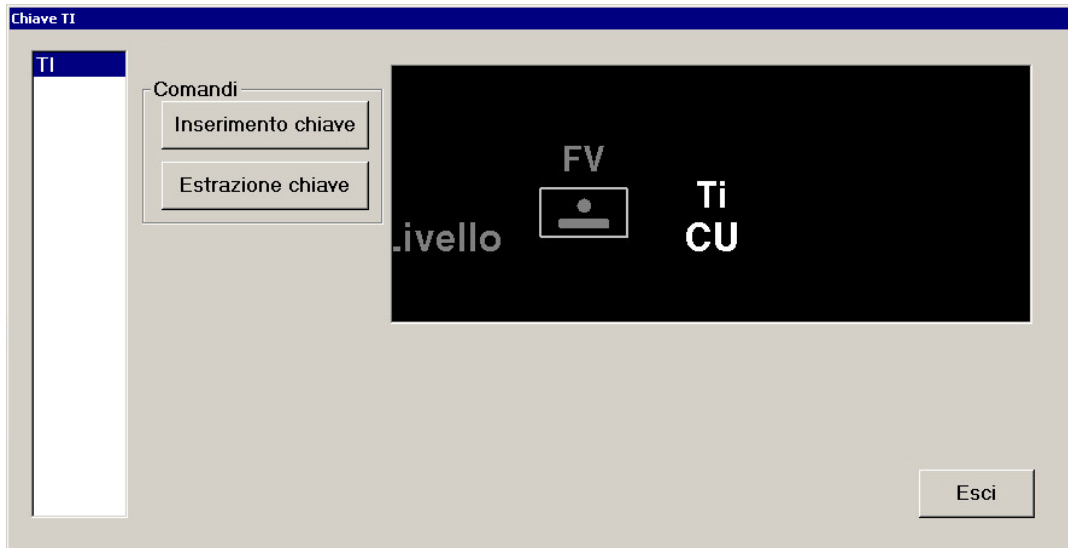 Chiave TI
TI
Comandi
Inserimento chiave
Estrazione chiave
FV
Ti
CU
.ivello
Esci